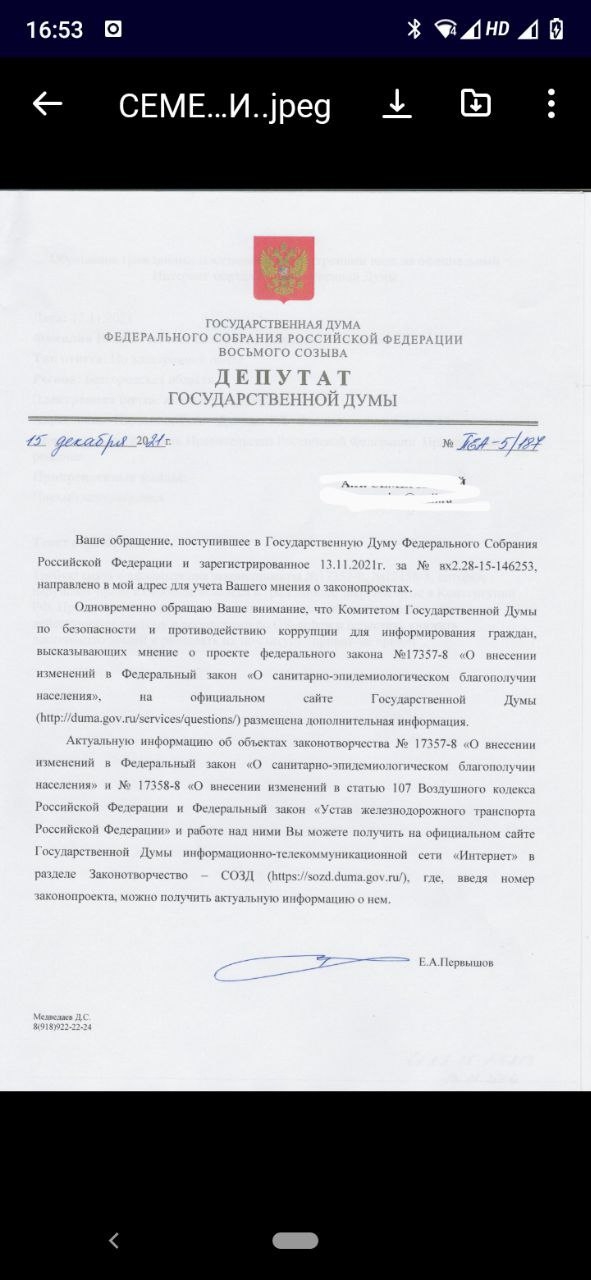 16:53
HD
СЕМЕ...И..jpeg
ГОСУДАРСТВЕННАЯ ДУМА
ФЕДЕРАЛЬНОГО СОБРАНИЯ РОССИЙСКОЙ ФЕДЕРАЦИИ
ВОСЬМОГО СОЗЫВА
ДЕПУТАТ
ГОСУДАРСТВЕННОЙ ДУМЫ
15 декабря 2021 г.
№ ПЕА-5/187
Ваше обращение, поступившее в Государственную Думу Федерального Собрания
Российской Федерации и зарегистрированное 13.11.2021г. за № вх2.28-15-146253,
направлено в мой адрес для учета Вашего мнения о законопроектах.
Одновременно обращаю Ваше внимание, что Комитетом Государственной Думы
по безопасности и противодействию коррупции для информирования граждан,
высказывающих мнение о проекте федерального закона №17357-8 «О внесении
изменений в Федеральный закон «О санитарно-эпидемиологическом благополучии
населения», на официальном сайте Государственной Думы
(http://duma.gov.ru/services/questions/) размещена дополнительная информация.
Актуальную информацию об объектах законотворчества № 17357-8 «О внесении
изменений в Федеральный закон «О санитарно-эпидемиологическом благополучии
населения» и № 17358-8 «О внесении изменений в статью 107 Воздушного кодекса
Российской Федерации и Федеральный закон «Устав железнодорожного транспорта
Российской Федерации» и работе над ними Вы можете получить на официальном сайте
Государственной Думы информационно-телекоммуникационной сети «Интернет» в
разделе Законотворчество – СОЗД (https://sozd.duma.gov.ru/), где, введя номер
законопроекта, можно получить актуальную информацию о нем.
Е.А.Первышов
Медведев Д.С.
8(918)922-22-24